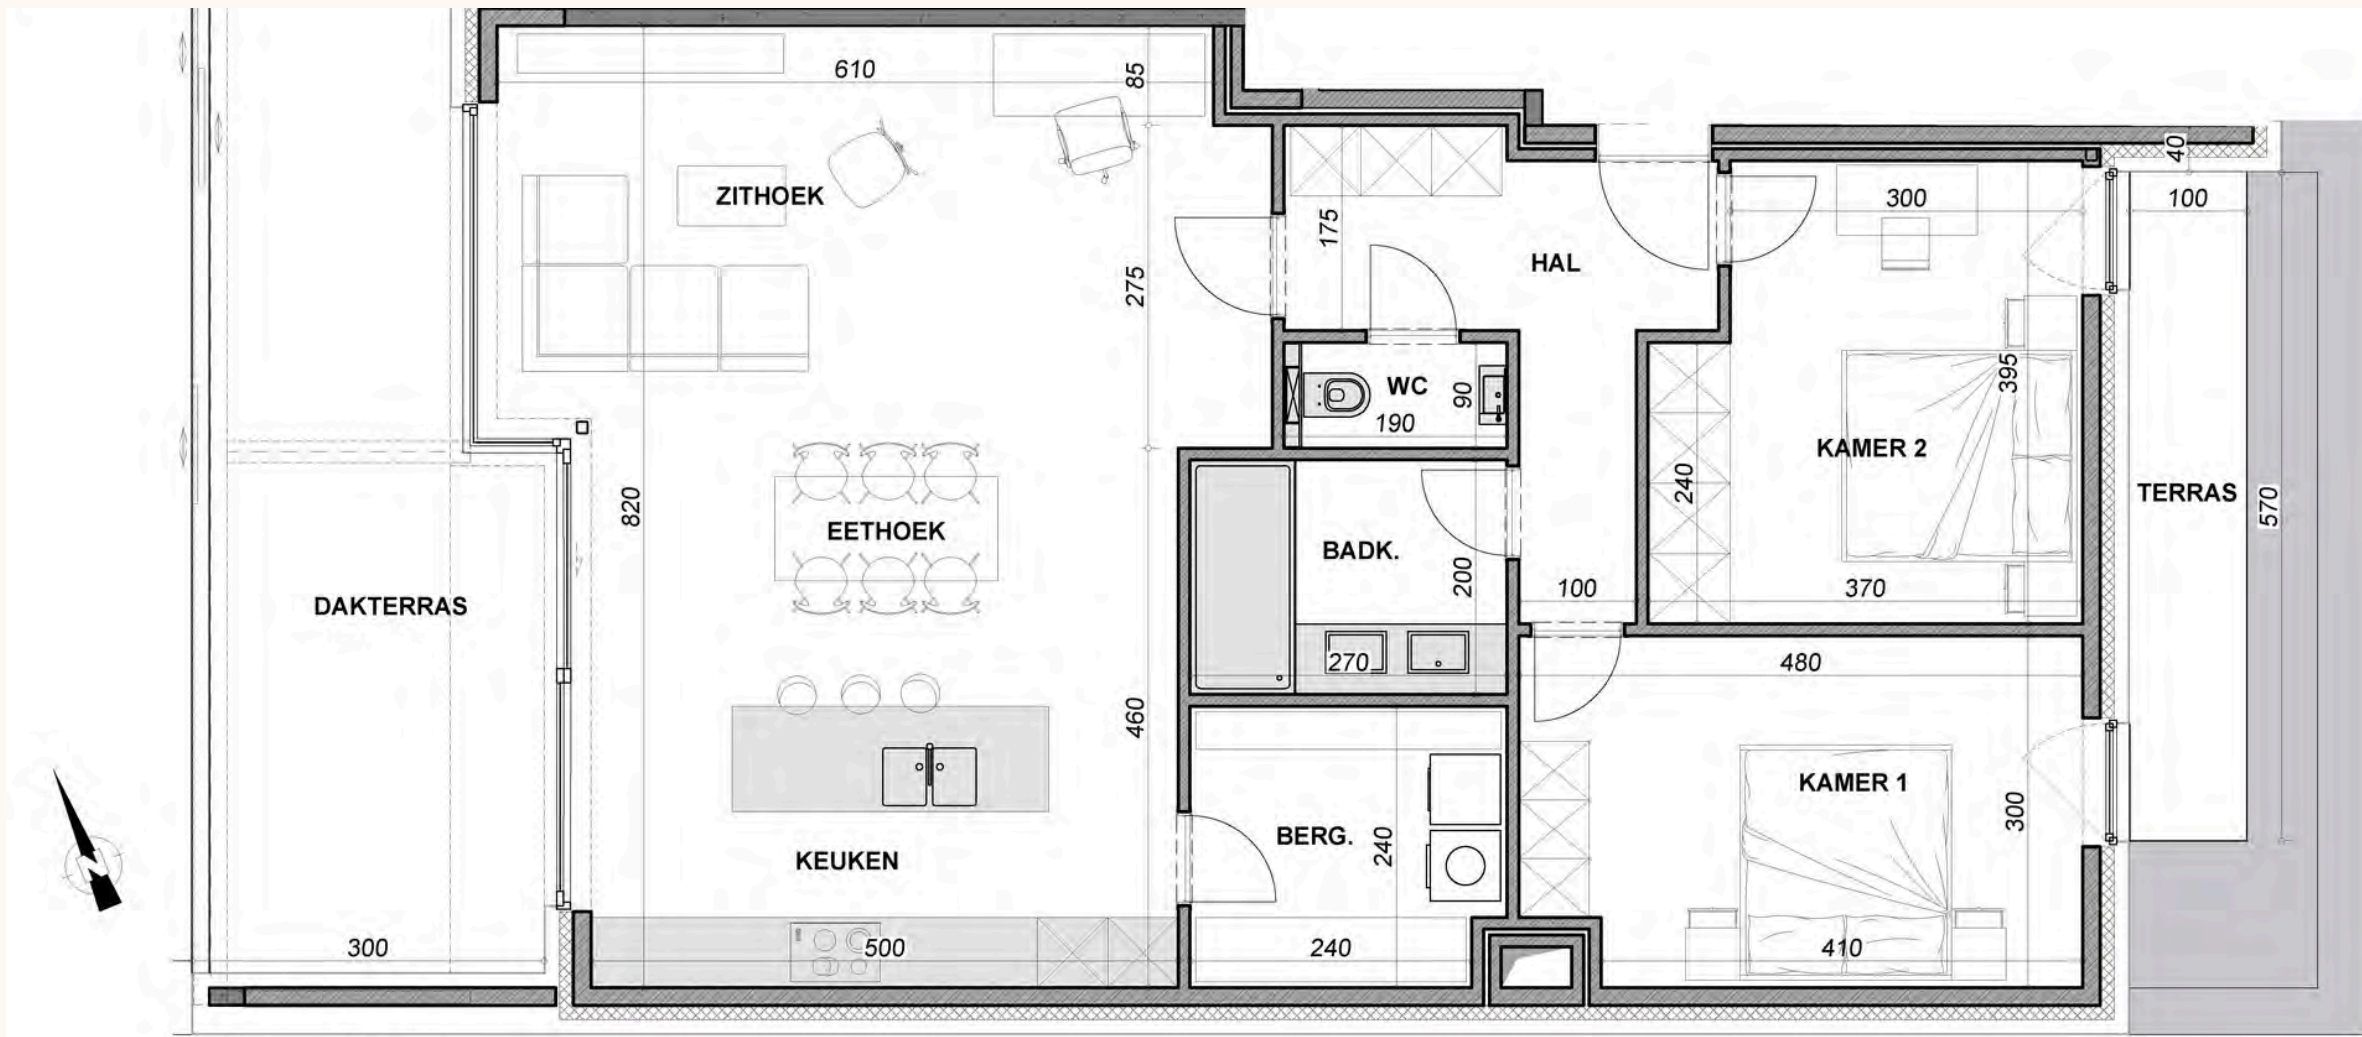 610
85
40
ZITHOEK
175
300
100
HAL
275
WC
90
190
395
KAMER 2
240
TERRAS
570
820
EETHOEK
BADK.
200
100
370
DAKTERRAS
270
480
460
KAMER 1
300
BERG.
240
KEUKEN
N
300
500
240
410